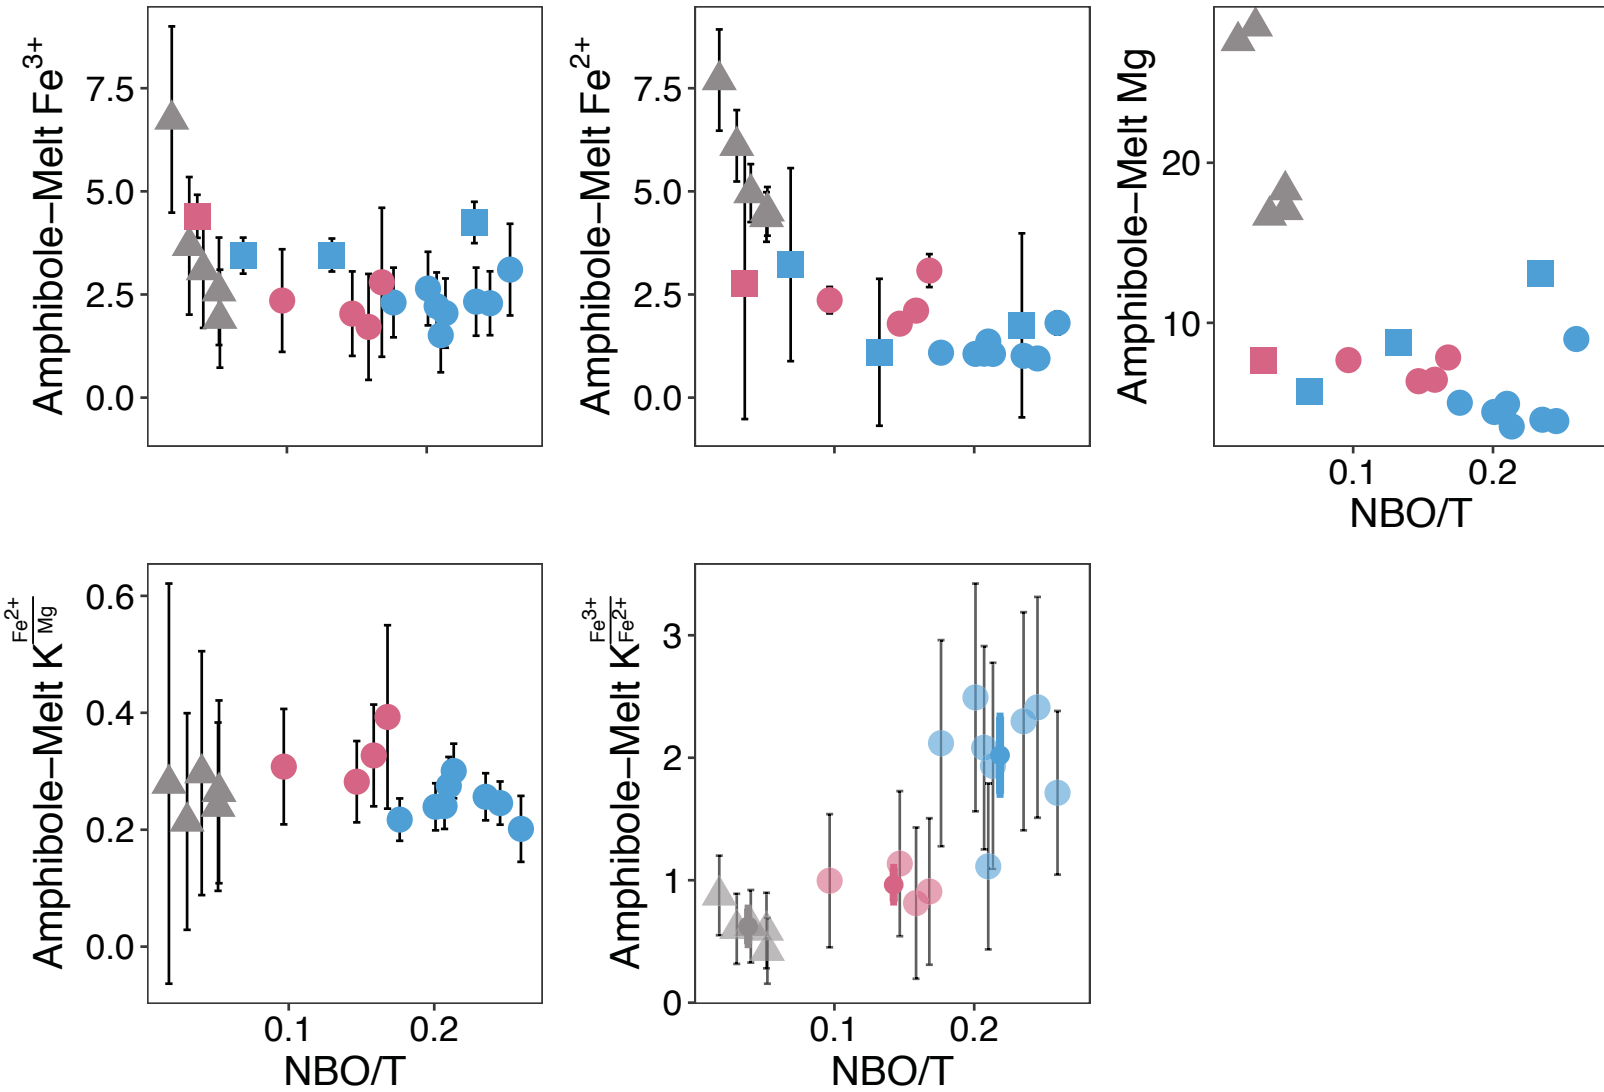 Amphibole–Melt Fe3+
7.5
5.0
2.5
0.0
Amphibole–Melt Fe2+
7.5
5.0
2.5
0.0
Amphibole–Melt Mg
20
10
0.1 0.2
NBO/T
Amphibole–Melt K Fe2+/Mg
0.6
0.4
0.2
0.0
0.1 0.2
NBO/T
Amphibole–Melt K Fe3+/Fe2+
3
2
1
0
0.1 0.2
NBO/T